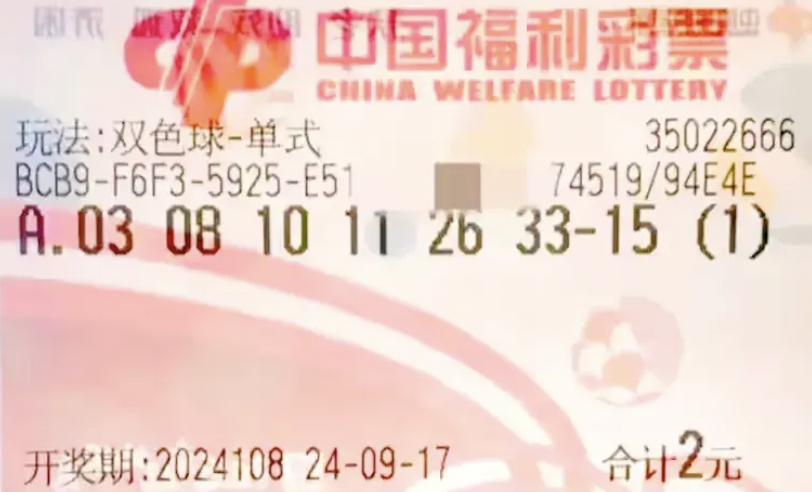 中国福利彩票
CHINA WELFARE LOTTERY
玩法:双色球-单式 35022666
BCB9-F6F3-5925-E51 74519/94E4E
A.03 08 10 11 26 33-15 (1)
开奖期:2024108 24-09-17 合计2元